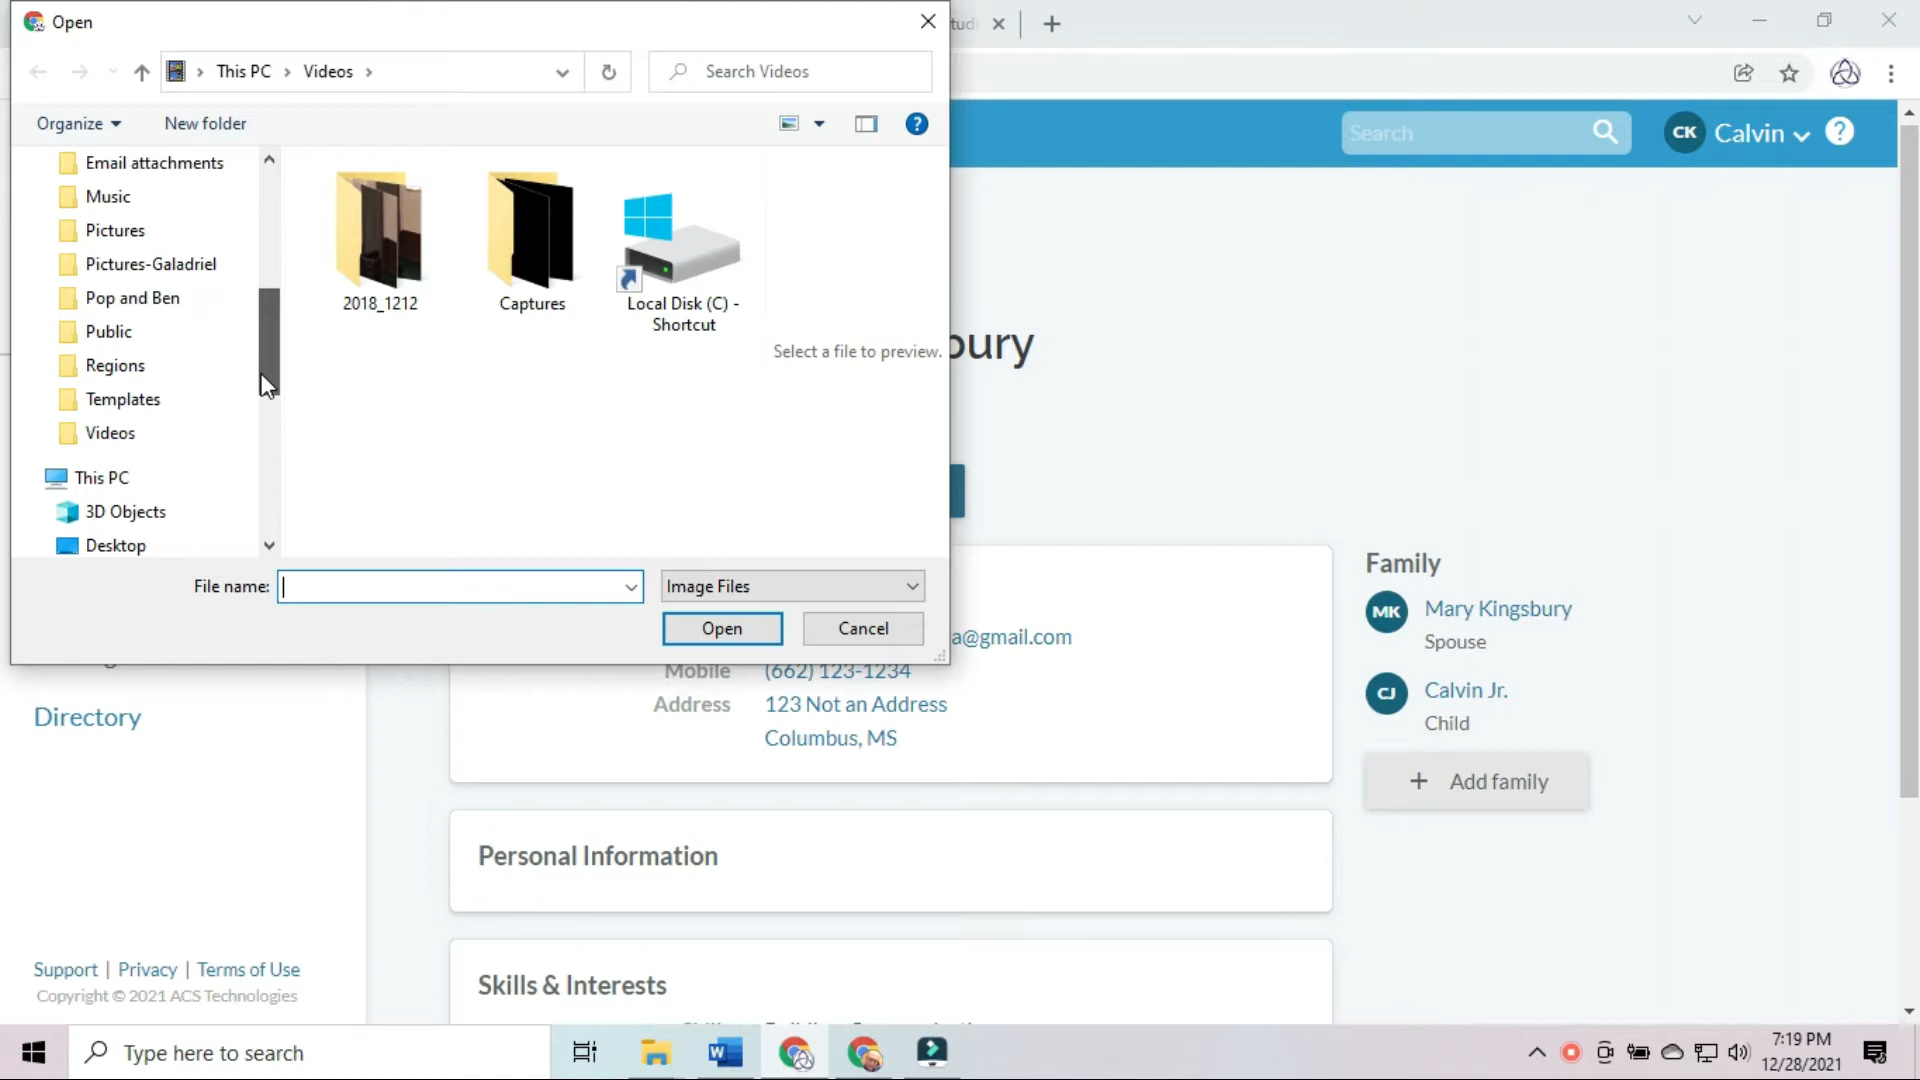 Open
This PC
Videos
Search Videos
Organize
New folder
Email attachments
Music
Pictures
Pictures-Galadriel
Pop and Ben
Public
Regions
Templates
Videos
This PC
3D Objects
Desktop
2018_1212
Captures
Local Disk (C) -
Shortcut
Select a file to preview.
File name:
Image Files
Open
Cancel
Search
CK
Calvin
bury
a@gmail.com
Mobile (662) 123-1234
Address 123 Not an Address
Columbus, MS
Family
MK
Mary Kingsbury
Spouse
CJ
Calvin Jr.
Child
+ Add family
Directory
Personal Information
Skills & Interests
Support | Privacy | Terms of Use
Copyright © 2021 ACS Technologies
Type here to search
7:19 PM
12/28/2021